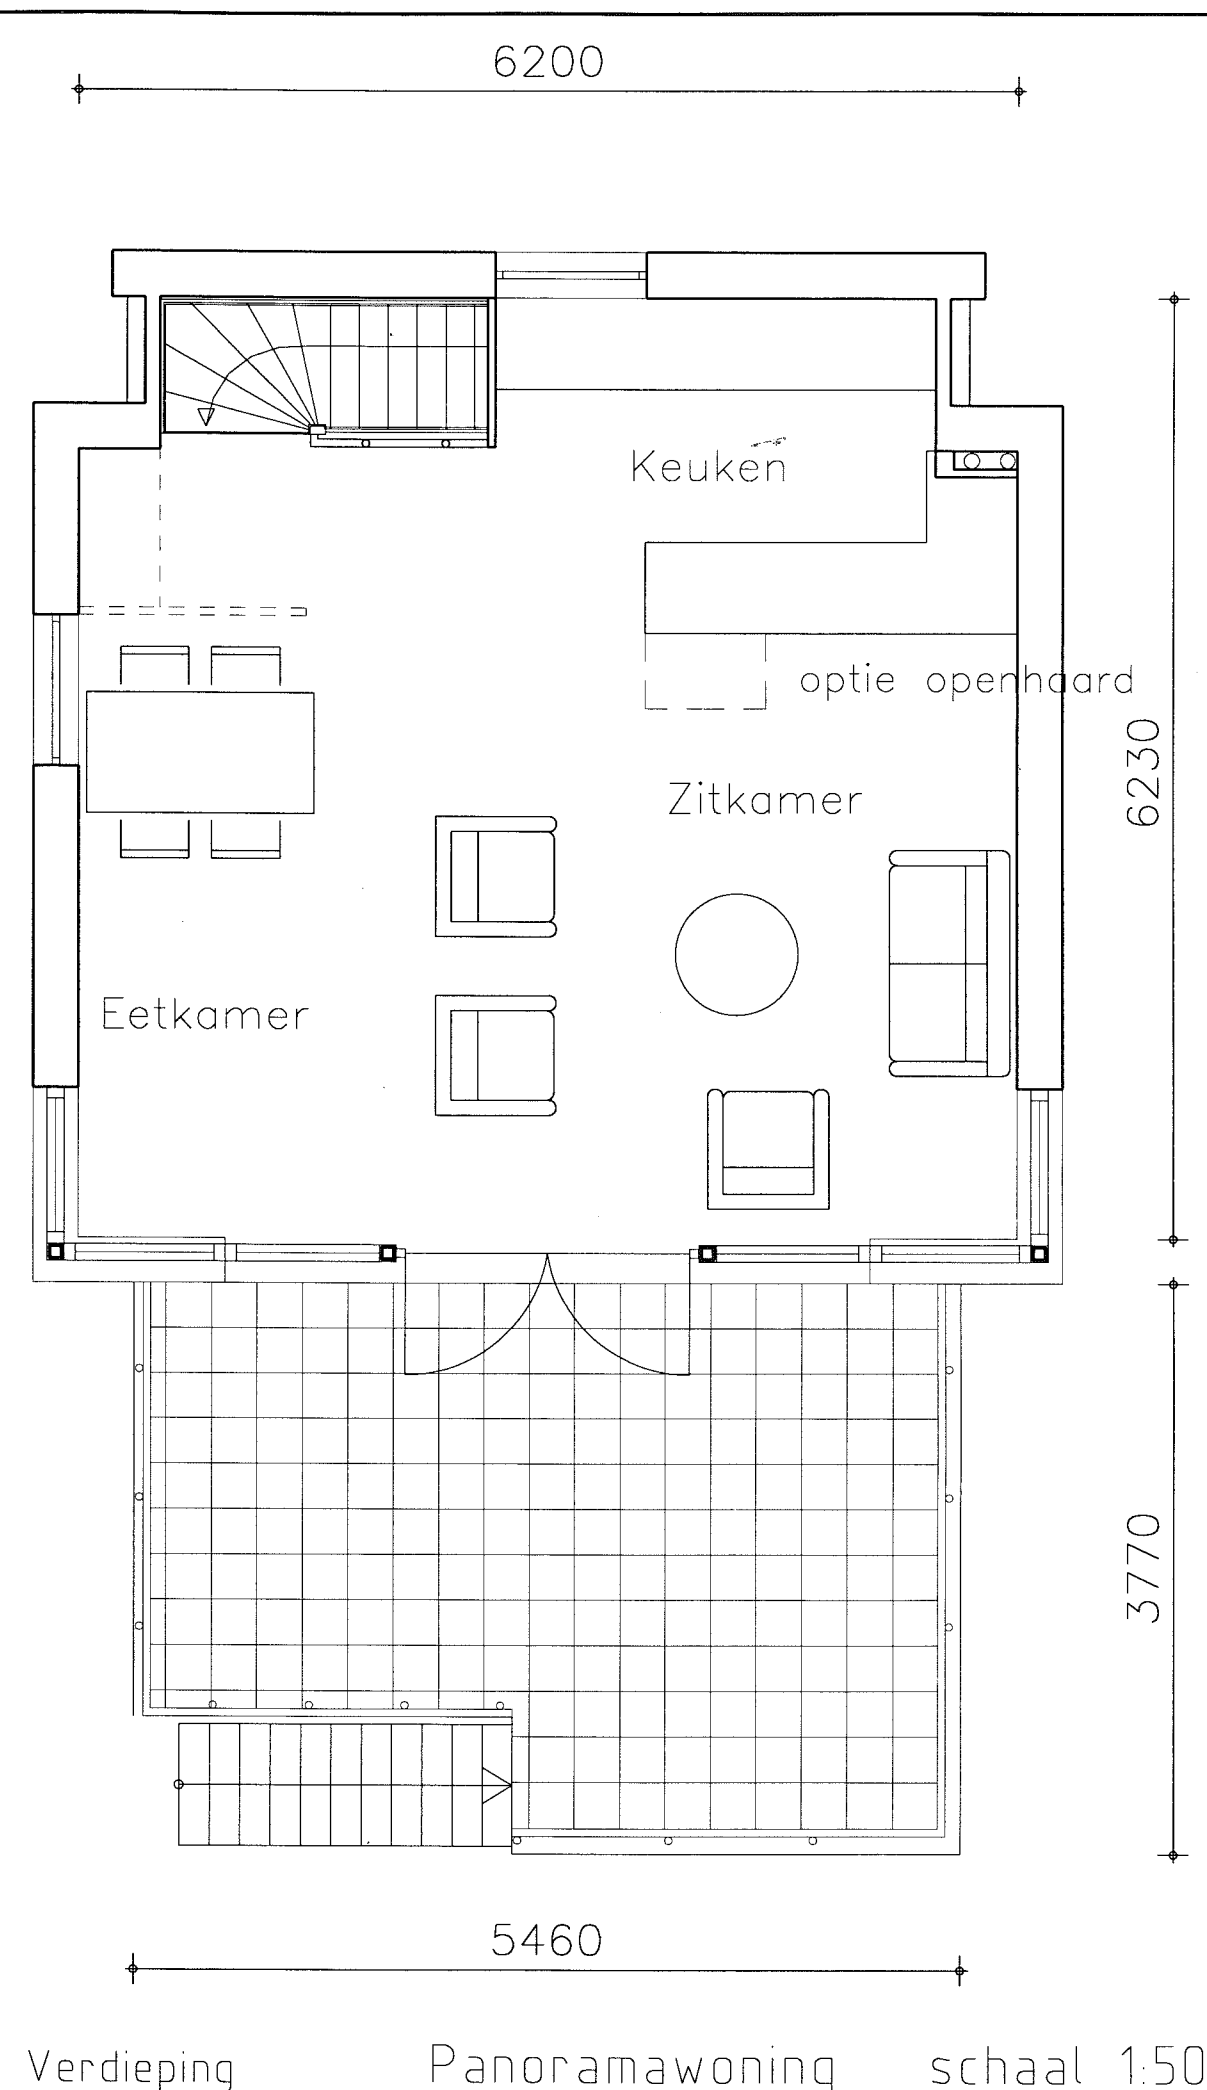 6200
Keuken
optie openhaard
6230
Zitkamer
Eetkamer
3770
5460
Verdieping Panoramawoning schaal 1:50